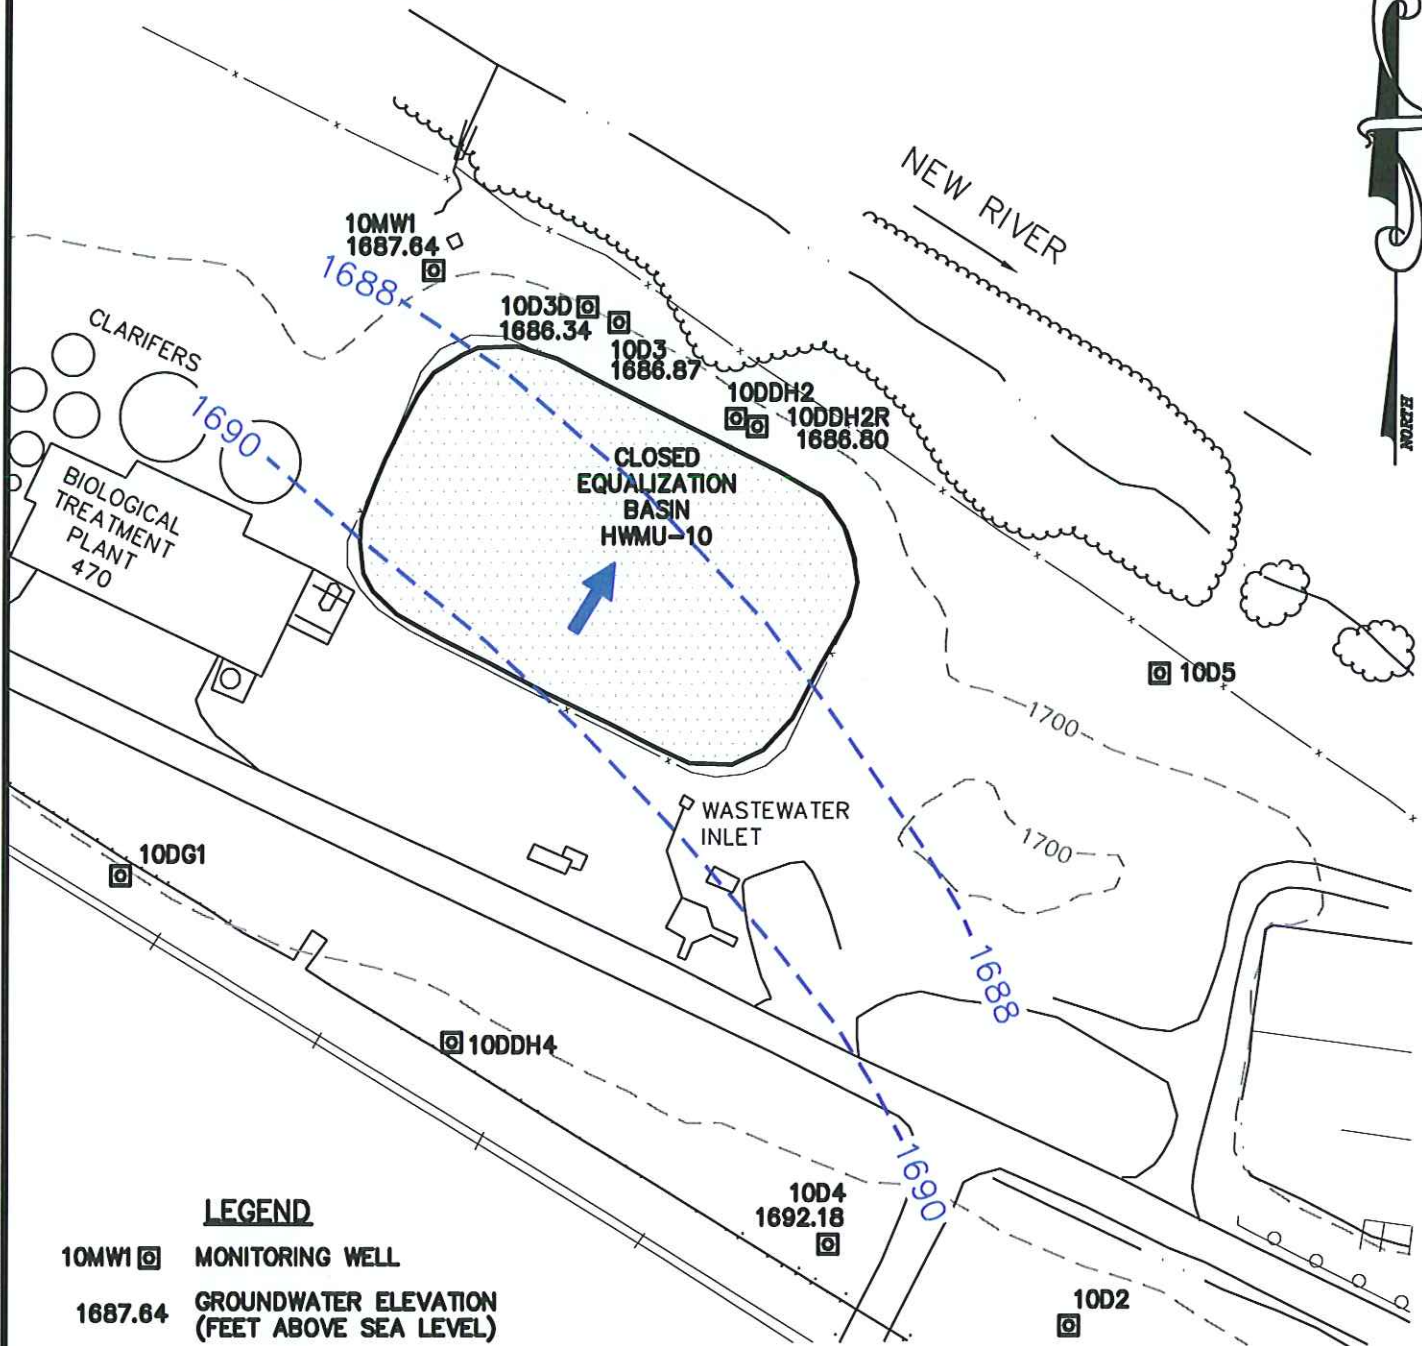 NEW RIVER
NORTH
10MW1
1687.64
1688
10D3D
1686.34
10D3
1686.87
10DDH2
10DDH2R
1686.80
CLARIFERS
1690
BIOLOGICAL
TREATMENT
PLANT
470
CLOSED
EQUALIZATION
BASIN
HWMU-10
10D5
1700
1700
WASTEWATER
INLET
10DG1
10DDH4
1688
1690
10D4
1692.18
10D2
LEGEND
10MW1 MONITORING WELL
1687.64 GROUNDWATER ELEVATION
(FEET ABOVE SEA LEVEL)